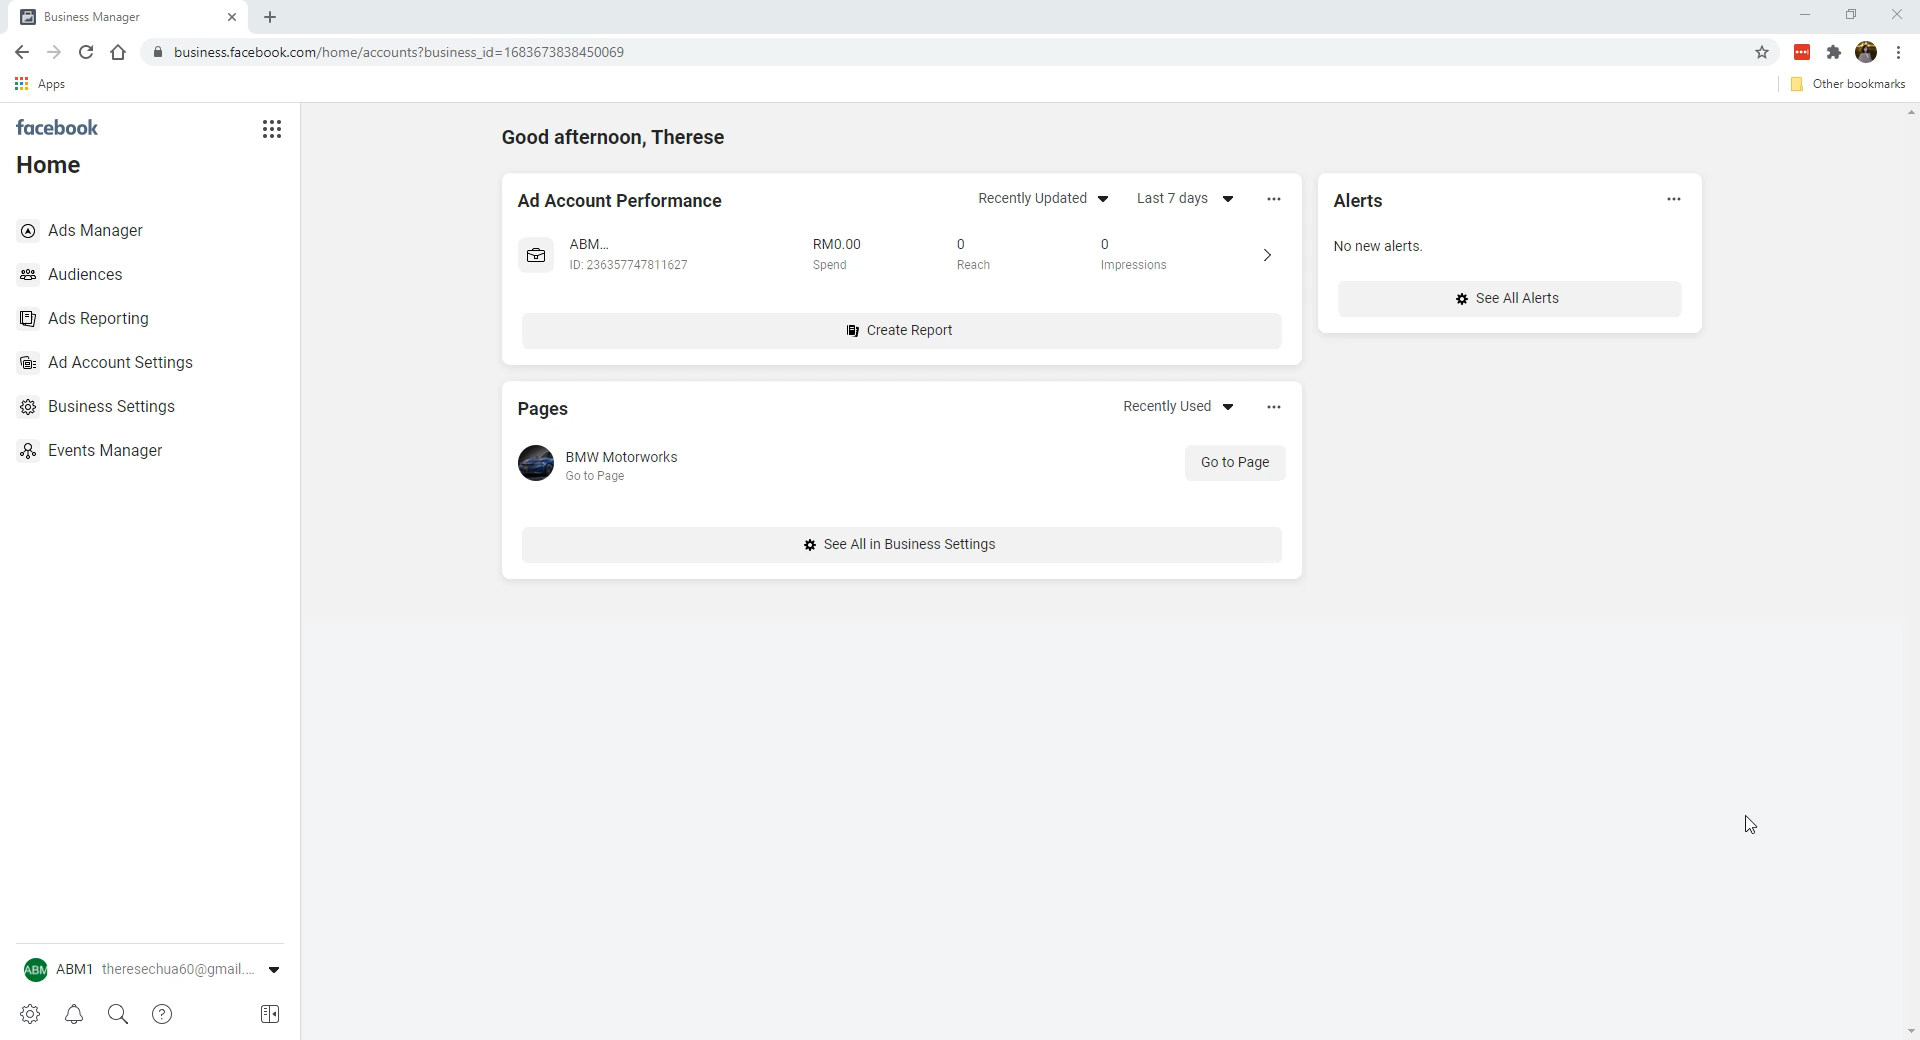 Business Manager
business.facebook.com/home/accounts?business_id=1683673838450069
Apps
Other bookmarks
facebook
Home
Ads Manager
Audiences
Ads Reporting
Ad Account Settings
Business Settings
Events Manager
ABM ABM1 theresechua60@gmail....
Good afternoon, Therese
Ad Account Performance
Recently Updated
Last 7 days
ABM...
ID: 236357747811627
RM0.00
Spend
0
Reach
0
Impressions
Create Report
Pages
Recently Used
BMW Motorworks
Go to Page
Go to Page
See All in Business Settings
Alerts
No new alerts.
See All Alerts